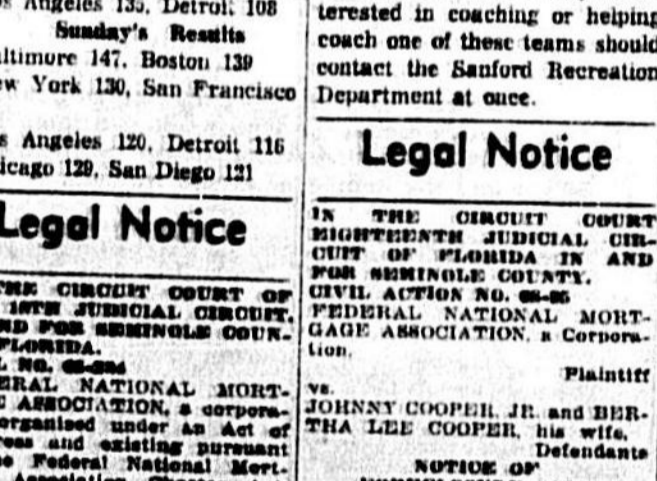 s Angeles 135, Detroit 108
Sunday's Results
altimore 147, Boston 139
ew York 130, San Francisco
s Angeles 120, Detroit 116
icago 129, San Diego 121
Legal Notice
THE CIRCUIT COURT OF
18TH JUDICIAL CIRCUIT,
ND FOR SEMINOLE COUN-
FLORIDA.
L NO.
ERAL NATIONAL MORT-
E ASSOCIATION, a corpora-
organised under an Act of
ress and existing pursuant
he Federal National Mort-
terested in coaching or helping
coach one of these teams should
contact the Sanford Recreation
Department at once.
Legal Notice
IN THE CIRCUIT COURT
EIGHTEENTH JUDICIAL CIR-
CUIT OF FLORIDA IN AND
FOR SEMINOLE COUNTY.
CIVIL ACTION NO.
FEDERAL NATIONAL MORT-
GAGE ASSOCIATION, a Corpora-
tion,
Plaintiff
vs.
JOHNNY COOPER, JR. and BER-
THA LEE COOPER, his wife,
Defendants
NOTICE OF